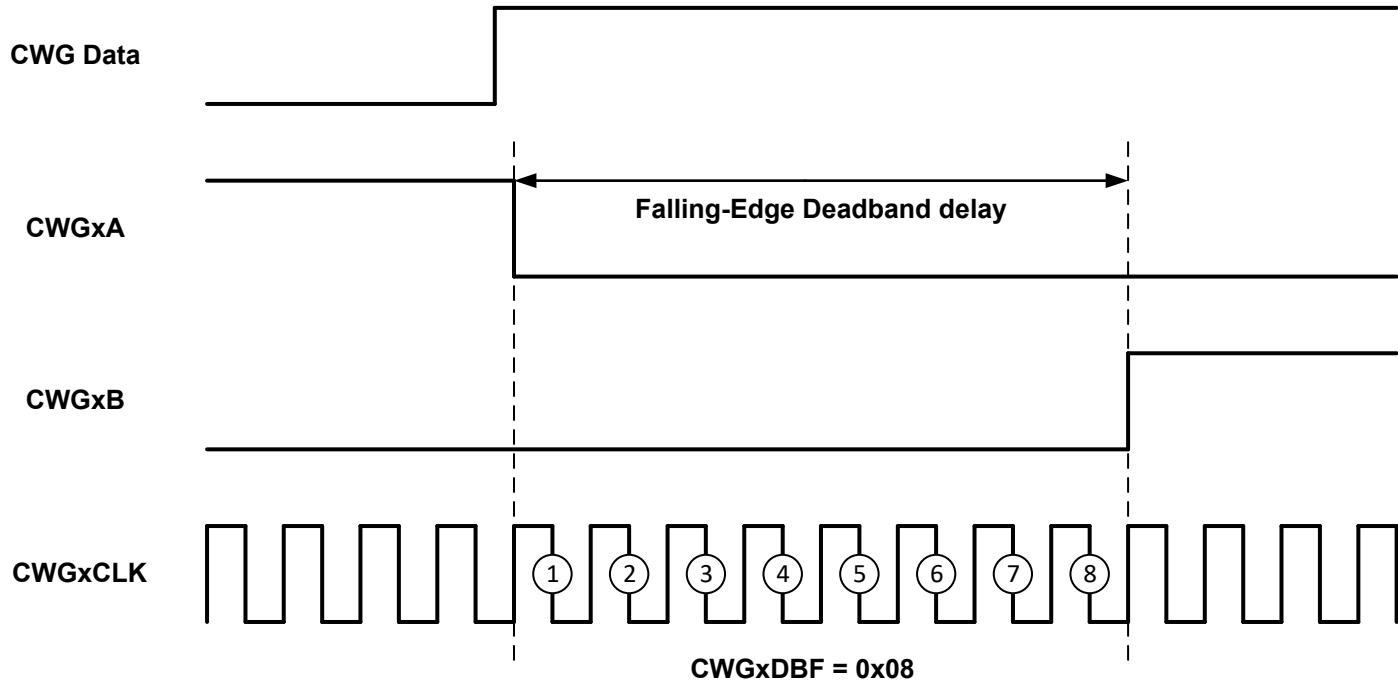 CWG Data
Falling-Edge Deadband delay
CWGxA
CWGxB
CWGxCLK
1 2 3 4 5 6 7 8
CWGxDBF = 0x08